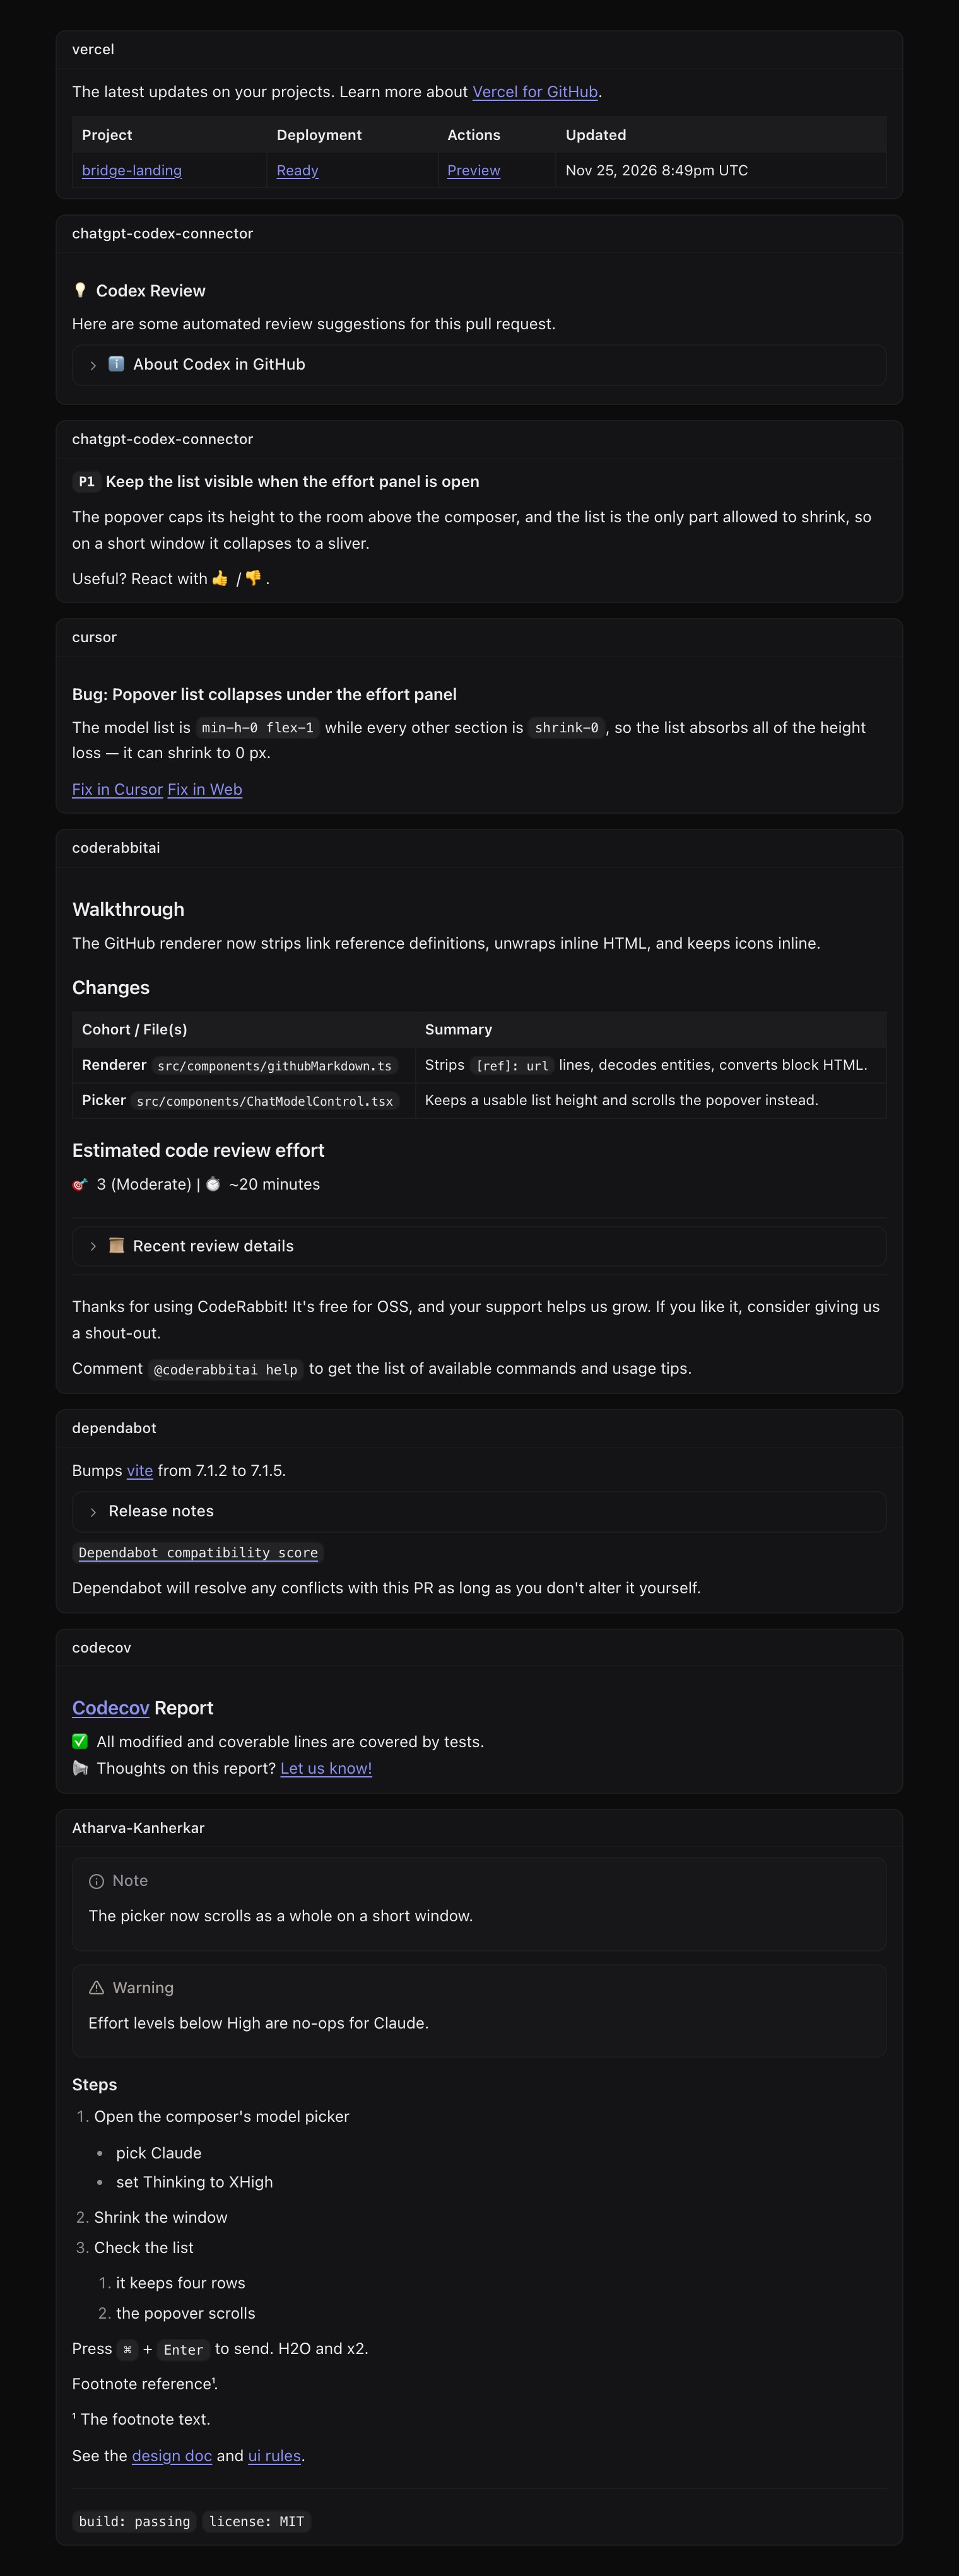 vercel
The latest updates on your projects. Learn more about Vercel for GitHub.
Project Deployment Actions Updated
bridge-landing Ready Preview Nov 25, 2026 8:49pm UTC
chatgpt-codex-connector
💡 Codex Review
Here are some automated review suggestions for this pull request.
ℹ️ About Codex in GitHub
chatgpt-codex-connector
P1 Keep the list visible when the effort panel is open
The popover caps its height to the room above the composer, and the list is the only part allowed to shrink, so
on a short window it collapses to a sliver.
Useful? React with 👍 / 👎.
cursor
Bug: Popover list collapses under the effort panel
The model list is min-h-0 flex-1 while every other section is shrink-0, so the list absorbs all of the height
loss — it can shrink to 0 px.
Fix in Cursor Fix in Web
coderabbitai
Walkthrough
The GitHub renderer now strips link reference definitions, unwraps inline HTML, and keeps icons inline.
Changes
Cohort / File(s) Summary
Renderer src/components/githubMarkdown.ts Strips [ref]: url lines, decodes entities, converts block HTML.
Picker src/components/ChatModelControl.tsx Keeps a usable list height and scrolls the popover instead.
Estimated code review effort
🎯 3 (Moderate) | ⏱️ ~20 minutes
📜 Recent review details
Thanks for using CodeRabbit! It's free for OSS, and your support helps us grow. If you like it, consider giving us
a shout-out.
Comment @coderabbitai help to get the list of available commands and usage tips.
dependabot
Bumps vite from 7.1.2 to 7.1.5.
Release notes
Dependabot compatibility score
Dependabot will resolve any conflicts with this PR as long as you don't alter it yourself.
codecov
Codecov Report
✅ All modified and coverable lines are covered by tests.
📢 Thoughts on this report? Let us know!
Atharva-Kanherkar
Note
The picker now scrolls as a whole on a short window.
Warning
Effort levels below High are no-ops for Claude.
Steps
1. Open the composer's model picker
• pick Claude
• set Thinking to XHigh
2. Shrink the window
3. Check the list
1. it keeps four rows
2. the popover scrolls
Press ⌘ + Enter to send. H2O and x2.
Footnote reference¹.
¹ The footnote text.
See the design doc and ui rules.
build: passing license: MIT